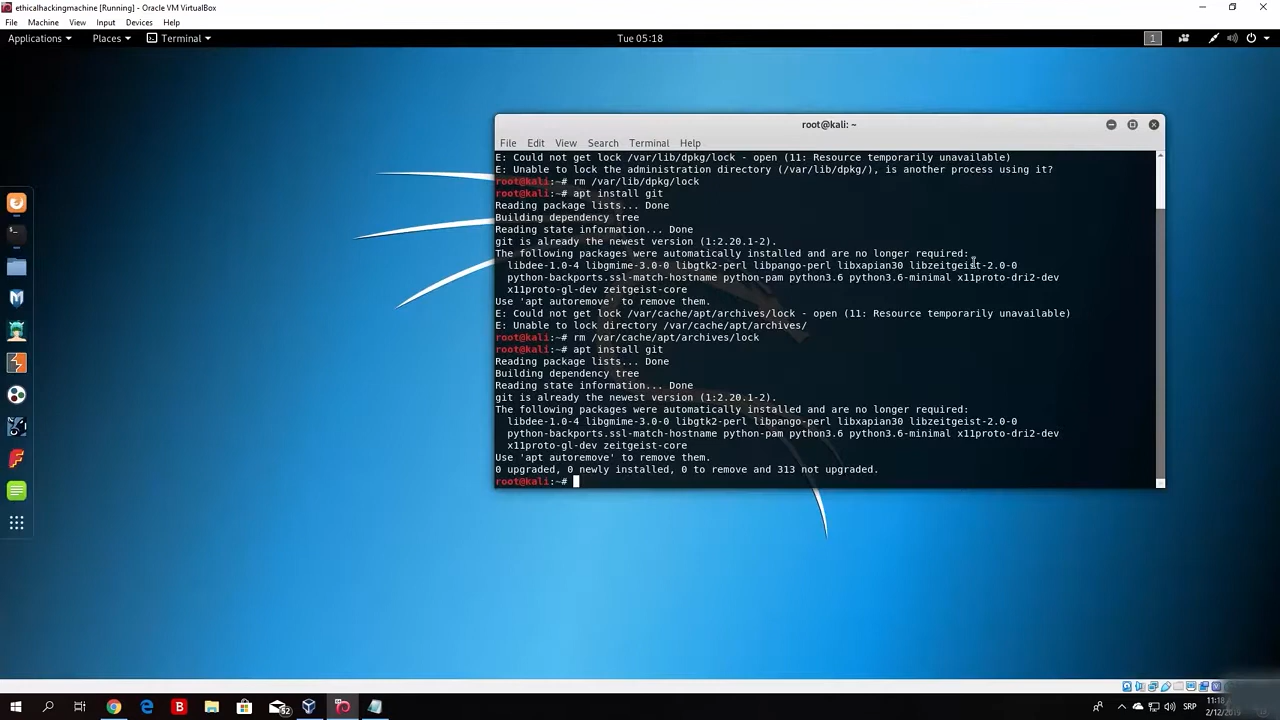 ethicalhackingmachine [Running] - Oracle VM VirtualBox
File Machine View Input Devices Help
Applications Places Terminal
Tue 05:18
1
root@kali: ~
File Edit View Search Terminal Help
E: Could not get lock /var/lib/dpkg/lock - open (11: Resource temporarily unavailable)
E: Unable to lock the administration directory (/var/lib/dpkg/), is another process using it?
root@kali:~# rm /var/lib/dpkg/lock
root@kali:~# apt install git
Reading package lists... Done
Building dependency tree
Reading state information... Done
git is already the newest version (1:2.20.1-2).
The following packages were automatically installed and are no longer required:
libdee-1.0-4 libgmime-3.0-0 libgtk2-perl libpango-perl libxapian30 libzeitgeist-2.0-0
python-backports.ssl-match-hostname python-pam python3.6 python3.6-minimal x11proto-dri2-dev
x11proto-gl-dev zeitgeist-core
Use 'apt autoremove' to remove them.
E: Could not get lock /var/cache/apt/archives/lock - open (11: Resource temporarily unavailable)
E: Unable to lock directory /var/cache/apt/archives/
root@kali:~# rm /var/cache/apt/archives/lock
root@kali:~# apt install git
Reading package lists... Done
Building dependency tree
Reading state information... Done
git is already the newest version (1:2.20.1-2).
The following packages were automatically installed and are no longer required:
libdee-1.0-4 libgmime-3.0-0 libgtk2-perl libpango-perl libxapian30 libzeitgeist-2.0-0
python-backports.ssl-match-hostname python-pam python3.6 python3.6-minimal x11proto-dri2-dev
x11proto-gl-dev zeitgeist-core
Use 'apt autoremove' to remove them.
0 upgraded, 0 newly installed, 0 to remove and 313 not upgraded.
root@kali:~#
B
52
SRP
11:18
2/12/2019